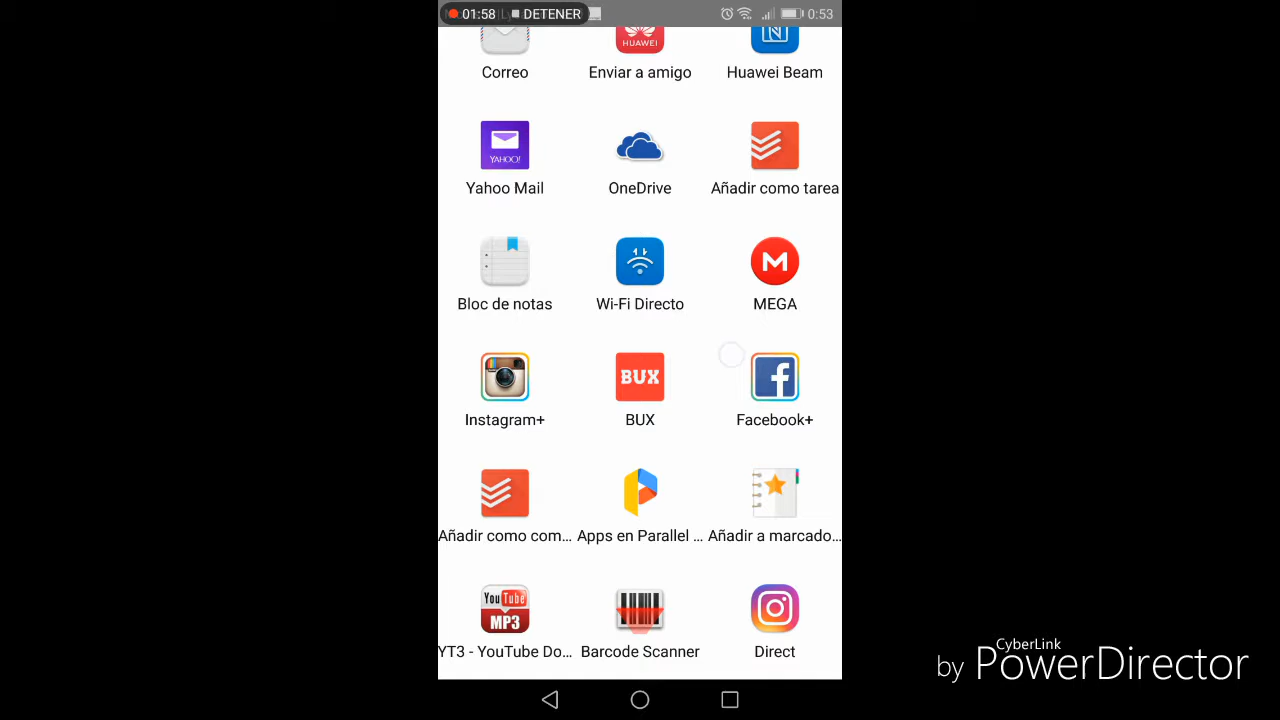 01:58 DETENER 0:53
HUAWEI
Correo Enviar a amigo Huawei Beam
YAHOO!
Yahoo Mail OneDrive Añadir como tarea
M
Bloc de notas Wi-Fi Directo MEGA
BUX f
Instagram+ BUX Facebook+
Añadir como com... Apps en Parallel ... Añadir a marcado...
YouTube
MP3
YT3 - YouTube Do... Barcode Scanner Direct
by CyberLink PowerDirector